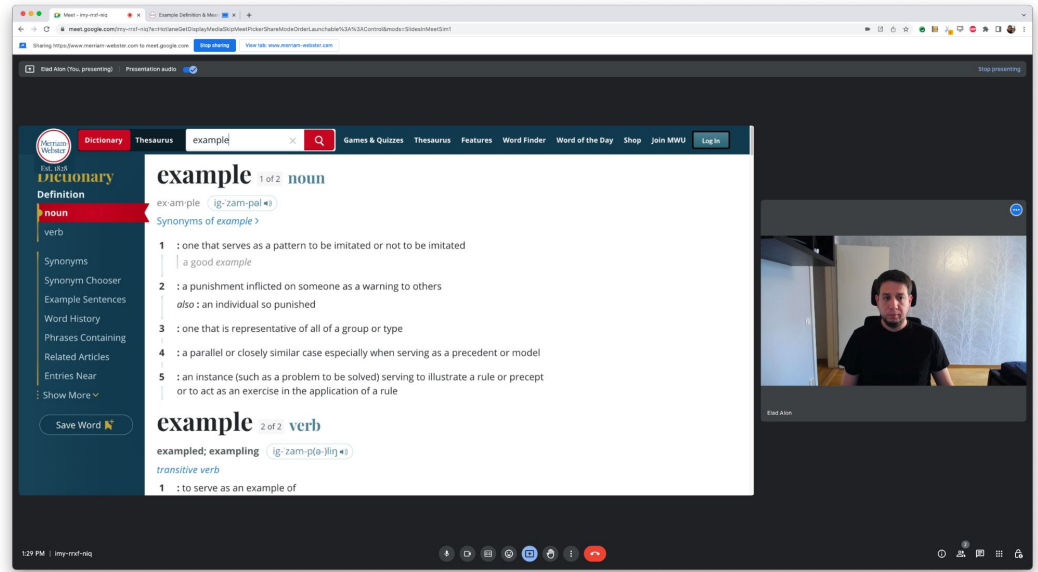 Meet - imy-rrxf-niq
Example Definition & Mea
meet.google.com/imy-rrxf-niq?e=HotlaneGetDisplayMediaSkipMeetPickerShareModeOrderLaunchable%3A%3AControl&mods=SlidesInMeetSim1
Sharing https://www.merriam-webster.com to meet.google.com
Stop sharing
View tab: www.merriam-webster.com
Elad Alon (You, presenting)
Presentation audio
Stop presenting
Merriam-
Webster
Est. 1828
Dictionary
Thesaurus
example
Games & Quizzes
Thesaurus
Features
Word Finder
Word of the Day
Shop
Join MWU
Log In
Dictionary
Definition
noun
verb
Synonyms
Synonym Chooser
Example Sentences
Word History
Phrases Containing
Related Articles
Entries Near
Show More
Save Word
example 1 of 2 noun
ex·am·ple ig-ˈzam-pəl
Synonyms of example >
1 : one that serves as a pattern to be imitated or not to be imitated
a good example
2 : a punishment inflicted on someone as a warning to others
also : an individual so punished
3 : one that is representative of all of a group or type
4 : a parallel or closely similar case especially when serving as a precedent or model
5 : an instance (such as a problem to be solved) serving to illustrate a rule or precept
or to act as an exercise in the application of a rule
example 2 of 2 verb
exampled; exampling ig-ˈzam-p(ə-)liŋ
transitive verb
1 : to serve as an example of
Elad Alon
1:29 PM | imy-rrxf-niq
2